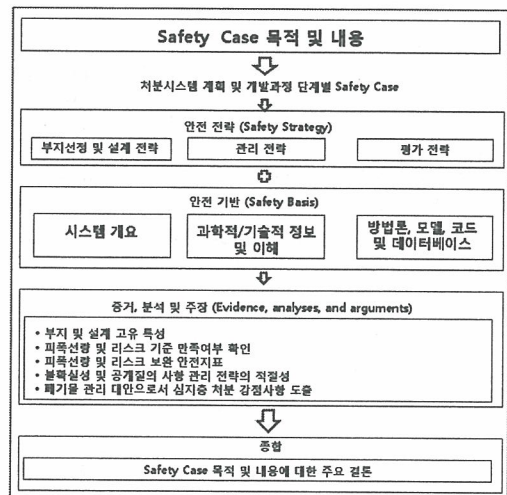 Safety Case 목적 및 내용
처분시스템 계획 및 개발과정 단계별 Safety Case
안전 전략 (Safety Strategy)
부지선정 및 설계 전략
관리 전략
평가 전략
안전 기반 (Safety Basis)
시스템 개요
과학적/기술적 정보
및 이해
방법론, 모델, 코드
및 데이터베이스
증거, 분석 및 주장 (Evidence, analyses, and arguments)
• 부지 및 설계 고유 특성
• 피폭선량 및 리스크 기준 만족여부 확인
• 피폭선량 및 리스크 보완 안전지표
• 불확실성 및 공개질의 사항 관리 전략의 적절성
• 폐기물 관리 대안으로서 심지층 처분 강점사항 도출
종합
Safety Case 목적 및 내용에 대한 주요 결론